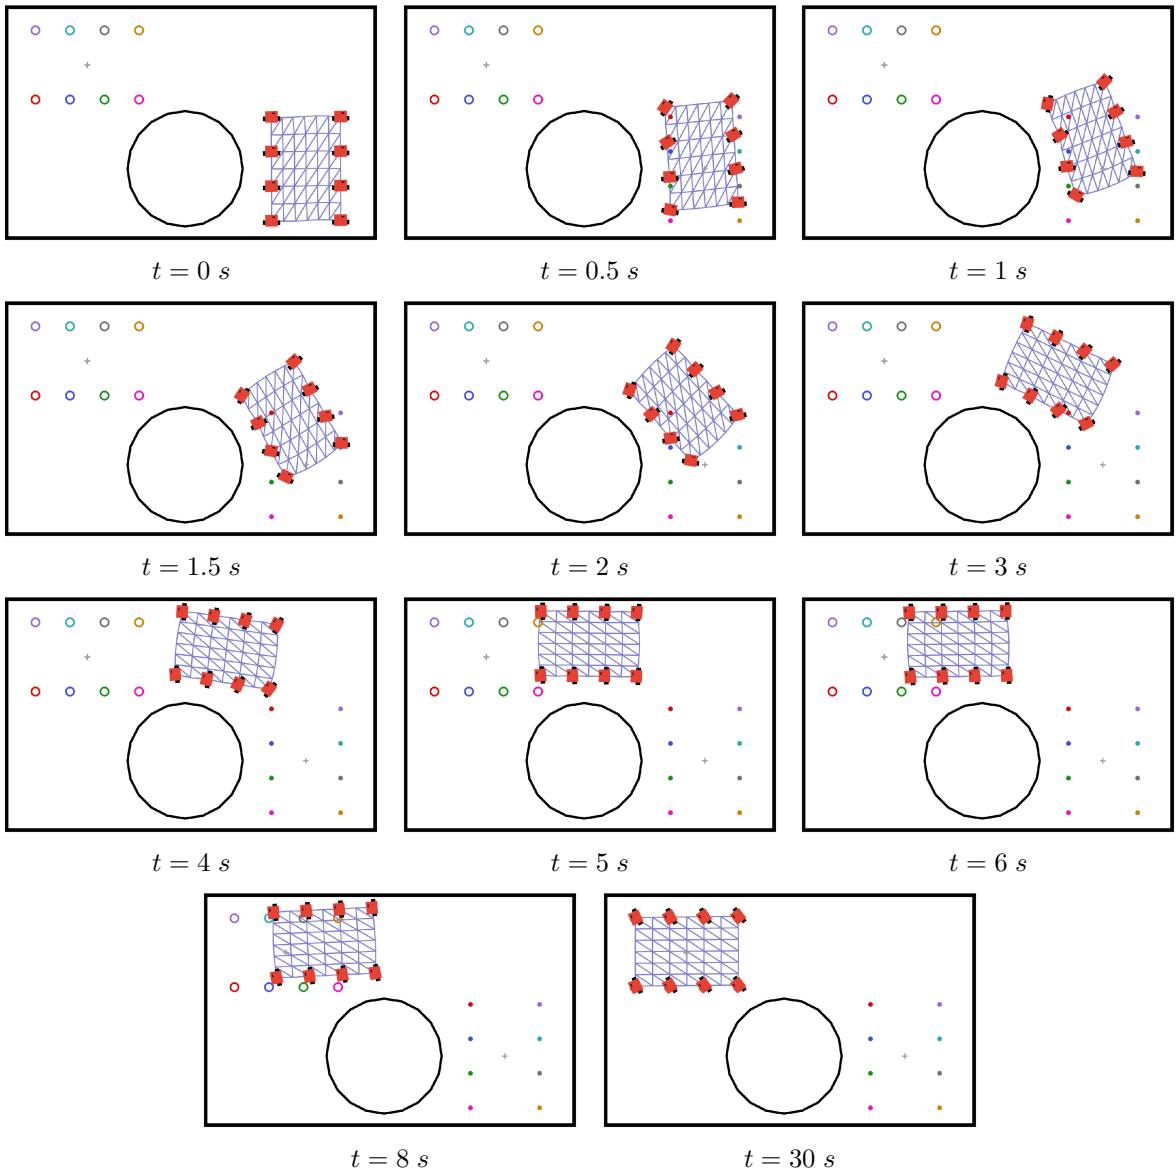 t = 0 s
t = 0.5 s
t = 1 s
t = 1.5 s
t = 2 s
t = 3 s
t = 4 s
t = 5 s
t = 6 s
t = 8 s
t = 30 s